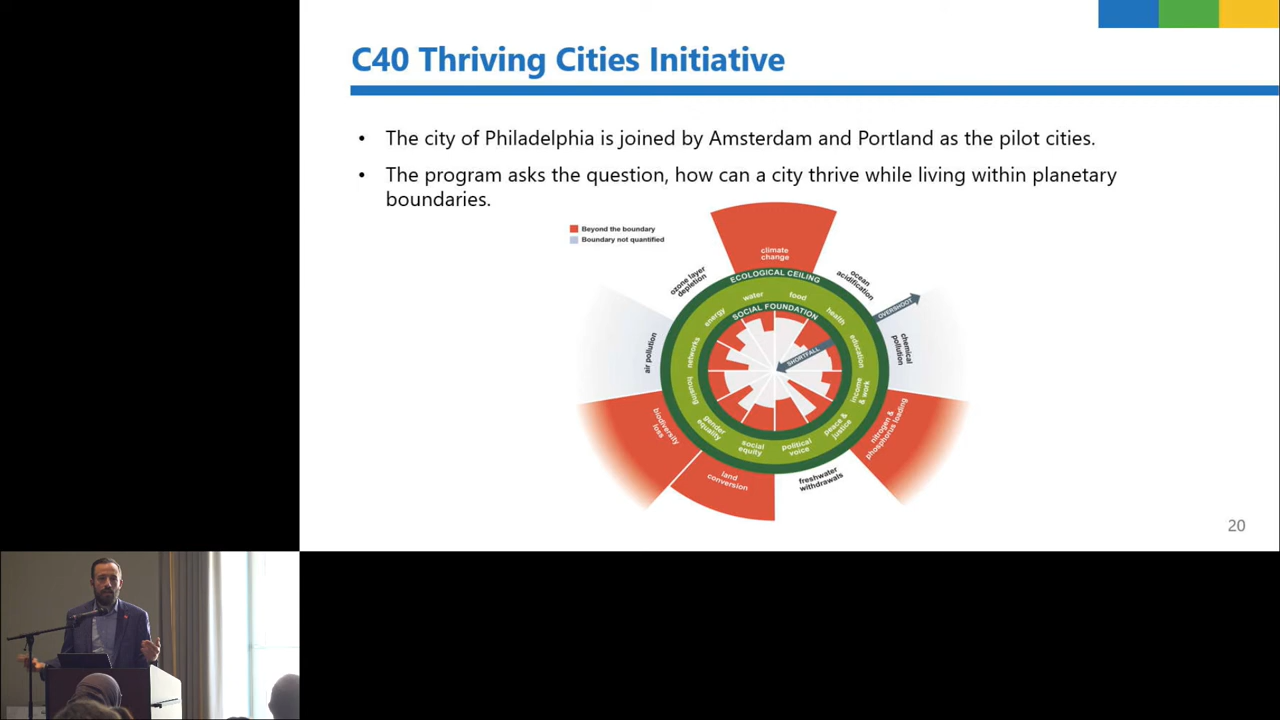 C40 Thriving Cities Initiative
• The city of Philadelphia is joined by Amsterdam and Portland as the pilot cities.
• The program asks the question, how can a city thrive while living within planetary
boundaries.
Beyond the boundary
Boundary not quantified
climate
change
ozone layer
depletion
ocean
acidification
ECOLOGICAL CEILING
OVERSHOOT
water
food
energy
health
SOCIAL FOUNDATION
SHORTFALL
air pollution
networks
education
chemical
pollution
housing
income
& work
biodiversity
loss
gender
equality
social
equity
political
voice
peace &
justice
nitrogen &
phosphorus loading
land
conversion
freshwater
withdrawals
20